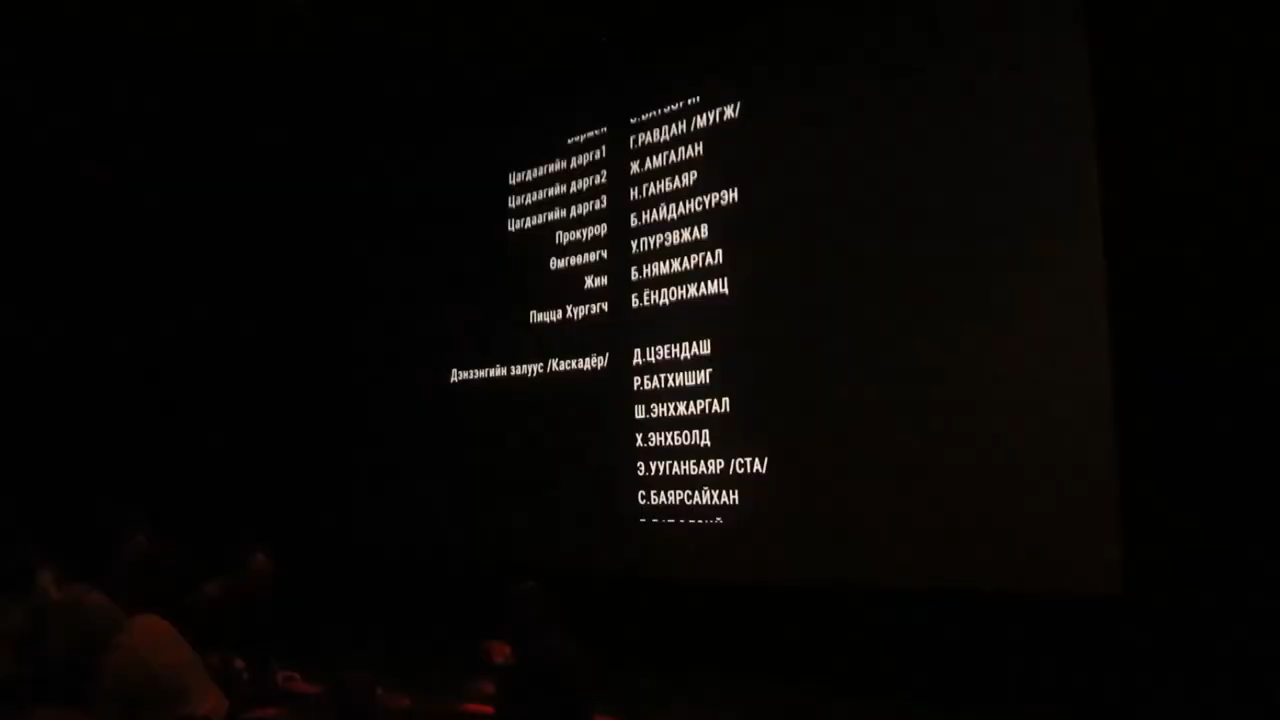 Г.РАВДАН /МУГЖ/
Цагдаагийн дарга1 Ж.АМГАЛАН
Цагдаагийн дарга2 Н.ГАНБАЯР
Цагдаагийн дарга3 Б.НАЙДАНСҮРЭН
Прокурор У.ПҮРЭВЖАВ
Өмгөөлөгч Б.НЯМЖАРГАЛ
Жин Б.ЁНДОНЖАМЦ
Пицца Хүргэгч
Дэнзэнгийн залуус /Каскадёр/ Д.ЦЭЕНДАШ
Р.БАТХИШИГ
Ш.ЭНХЖАРГАЛ
Х.ЭНХБОЛД
Э.УУГАНБАЯР /СТА/
С.БАЯРСАЙХАН